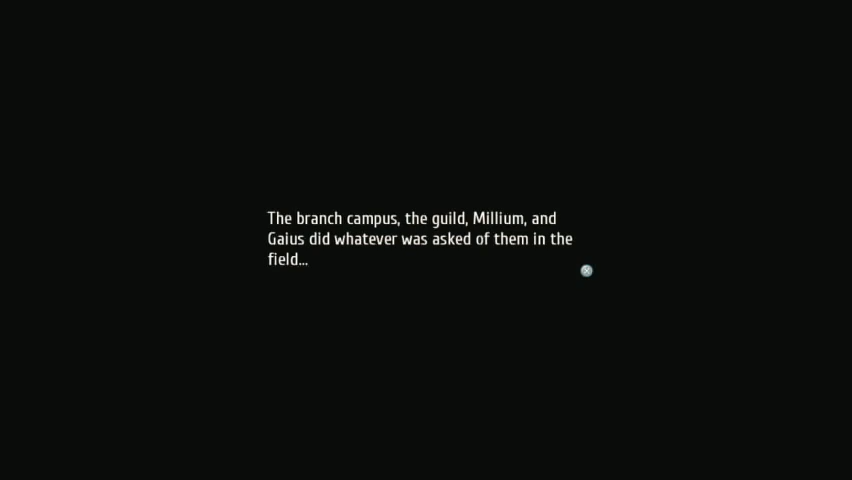 The branch campus, the guild, Millium, and
Gaius did whatever was asked of them in the
field...